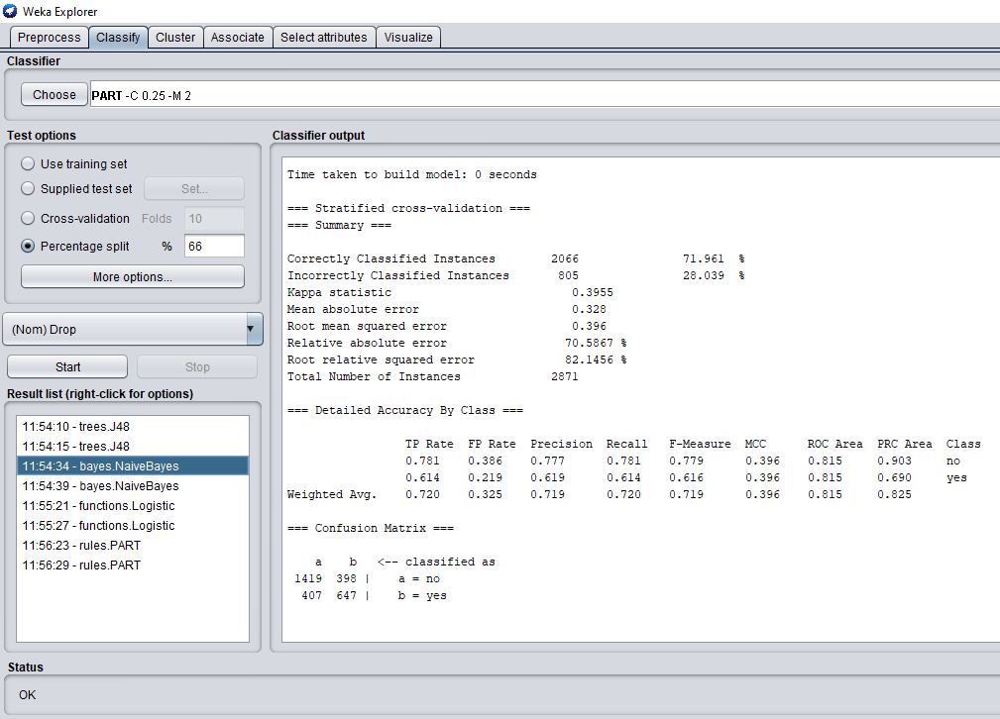 Weka Explorer
Preprocess Classify Cluster Associate Select attributes Visualize
Classifier
Choose PART -C 0.25 -M 2
Test options
Use training set
Supplied test set Set...
Cross-validation Folds 10
Percentage split % 66
More options...
(Nom) Drop
Start Stop
Result list (right-click for options)
11:54:10 - trees.J48
11:54:15 - trees.J48
11:54:34 - bayes.NaiveBayes
11:54:39 - bayes.NaiveBayes
11:55:21 - functions.Logistic
11:55:27 - functions.Logistic
11:56:23 - rules.PART
11:56:29 - rules.PART
Classifier output
Time taken to build model: 0 seconds
=== Stratified cross-validation ===
=== Summary ===
Correctly Classified Instances 2066 71.961 %
Incorrectly Classified Instances 805 28.039 %
Kappa statistic 0.3955
Mean absolute error 0.328
Root mean squared error 0.396
Relative absolute error 70.5867 %
Root relative squared error 82.1456 %
Total Number of Instances 2871
=== Detailed Accuracy By Class ===
TP Rate FP Rate Precision Recall F-Measure MCC ROC Area PRC Area Class
0.781 0.386 0.777 0.781 0.779 0.396 0.815 0.903 no
0.614 0.219 0.619 0.614 0.616 0.396 0.815 0.690 yes
Weighted Avg. 0.720 0.325 0.719 0.720 0.719 0.396 0.815 0.825
=== Confusion Matrix ===
a b <-- classified as
1419 398 | a = no
407 647 | b = yes
Status
OK